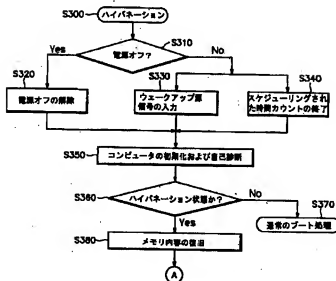 S300
ハイバネーション
S310
電源オフ？
Yes
No
S320
電源オフの解除
S330
ウェークアップ源
信号の入力
S340
スケジューリングされ
た時間カウントの終了
S350
コンピュータの初期化および自己診断
S360
ハイバネーション状態か？
No
S370
通常のブート処理
Yes
S380
メモリ内容の復旧
A